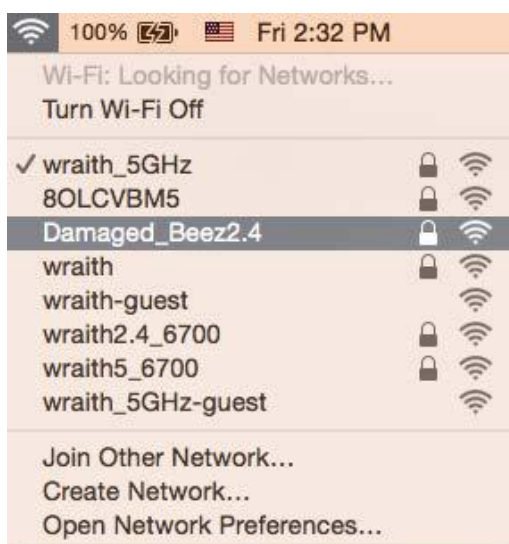 100% Fri 2:32 PM
Wi-Fi: Looking for Networks...
Turn Wi-Fi Off
wraith_5GHz
8OLCVBM5
Damaged_Beez2.4
wraith
wraith-guest
wraith2.4_6700
wraith5_6700
wraith_5GHz-guest
Join Other Network...
Create Network...
Open Network Preferences...